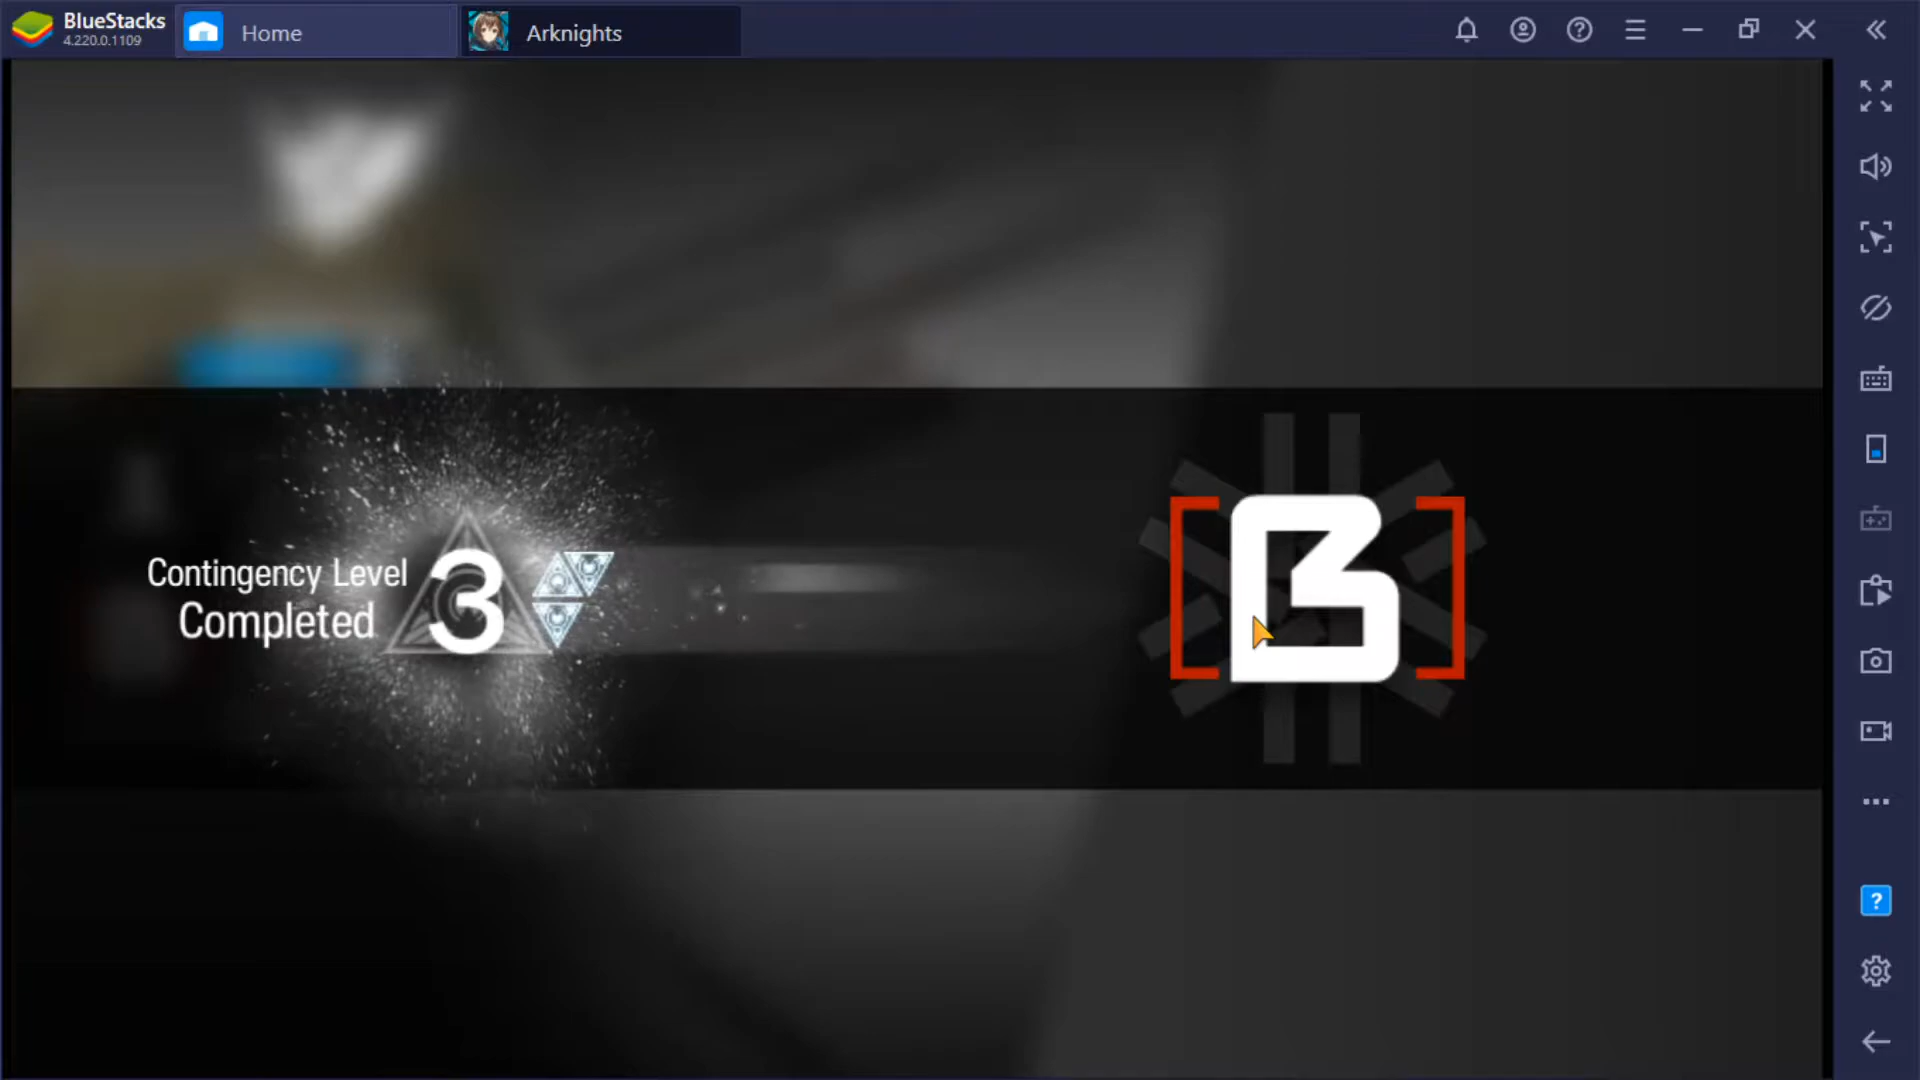 BlueStacks
4.220.0.1109
Home
Arknights
Contingency Level
Completed
3
[B]